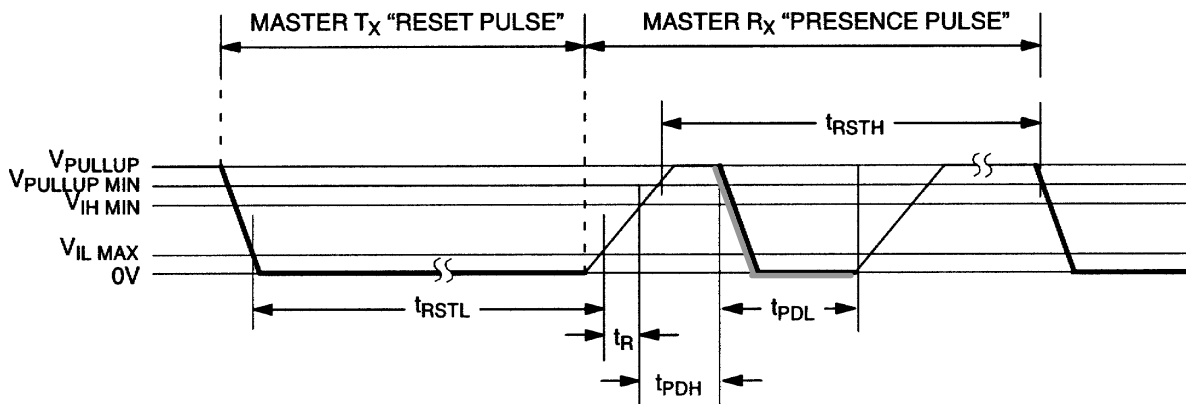 MASTER TX “RESET PULSE”
MASTER RX “PRESENCE PULSE”
tRSTH
VPULLUP
VPULLUP MIN
VIH MIN
VIL MAX
0V
tRSTL
tPDL
tR
tPDH